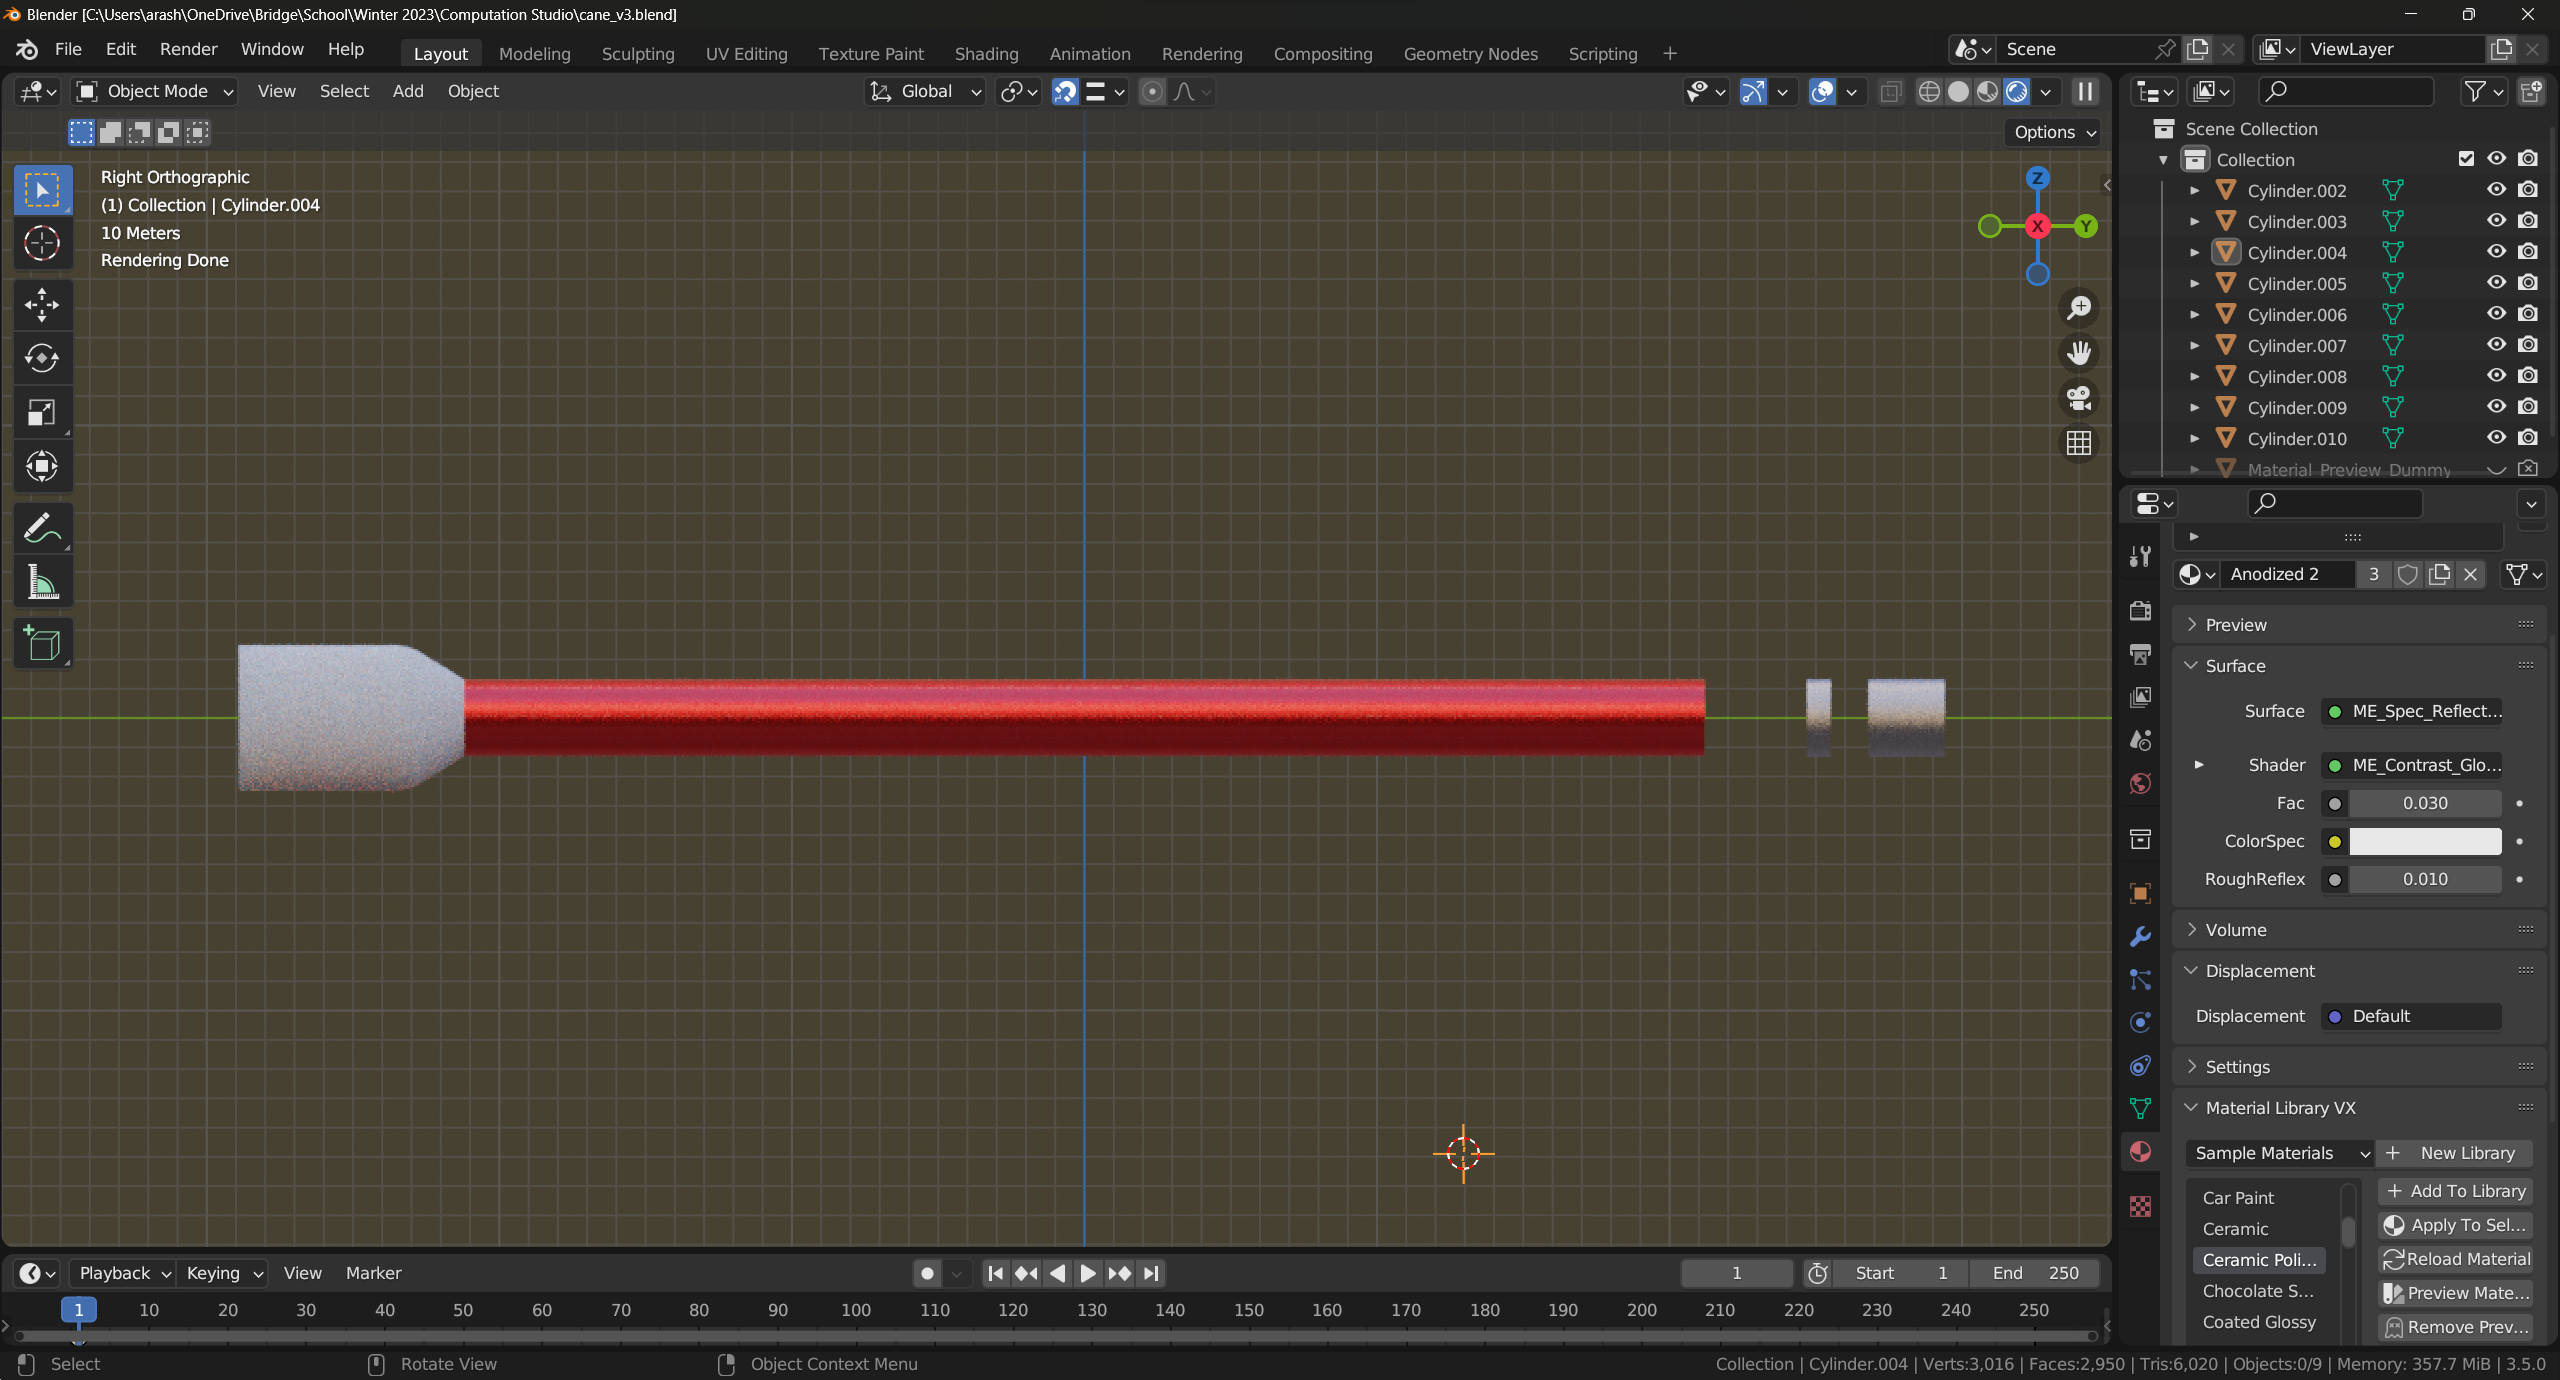 Blender [C:\Users\arash\OneDrive\Bridge\School\Winter 2023\Computation Studio\cane_v3.blend]
File Edit Render Window Help Layout Modeling Sculpting UV Editing Texture Paint Shading Animation Rendering Compositing Geometry Nodes Scripting + Scene ViewLayer
Object Mode View Select Add Object Global
Options
Right Orthographic
(1) Collection | Cylinder.004
10 Meters
Rendering Done
Z
X
Y
Scene Collection
Collection
Cylinder.002
Cylinder.003
Cylinder.004
Cylinder.005
Cylinder.006
Cylinder.007
Cylinder.008
Cylinder.009
Cylinder.010
Material Preview Dummy
Anodized 2 3
Preview
Surface
Surface ME_Spec_Reflect...
Shader ME_Contrast_Glo...
Fac 0.030
ColorSpec
RoughReflex 0.010
Volume
Displacement
Displacement Default
Settings
Material Library VX
Sample Materials + New Library
Car Paint
Ceramic
Ceramic Poli...
Chocolate S...
Coated Glossy
+ Add To Library
Apply To Sel...
Reload Material
Preview Mate...
Remove Prev...
Playback Keying View Marker 1 Start 1 End 250
1 10 20 30 40 50 60 70 80 90 100 110 120 130 140 150 160 170 180 190 200 210 220 230 240 250
Select Rotate View Object Context Menu Collection | Cylinder.004 | Verts:3,016 | Faces:2,950 | Tris:6,020 | Objects:0/9 | Memory: 357.7 MiB | 3.5.0